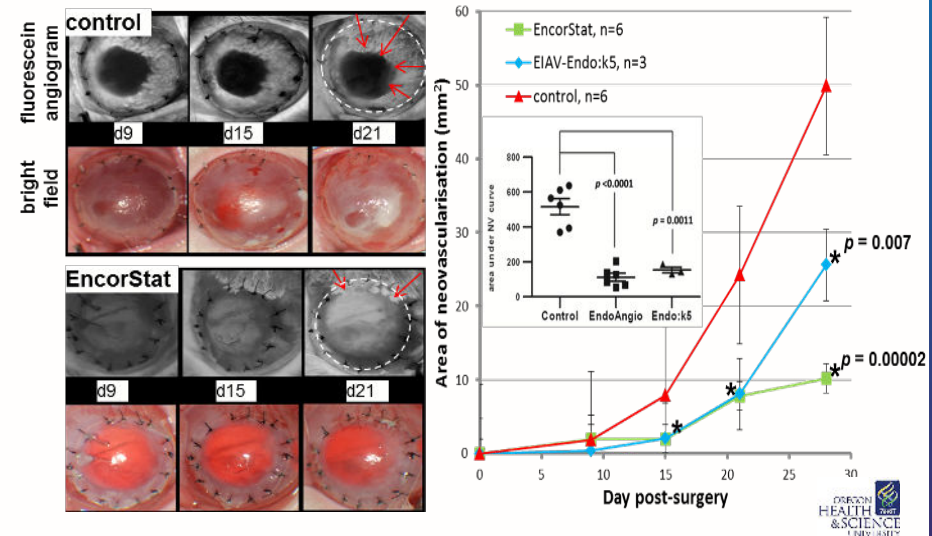 control
fluorescein
angiogram
d9
d15
d21
bright
field
EncorStat
d9
d15
d21
60
50
40
30
20
10
0
Area of neovascularisation (mm²)
EncorStat, n=6
EIAV-Endo:k5, n=3
control, n=6
800
600
400
200
0
area under NV curve
p <0.0001
p = 0.0011
Control
EndoAngio
Endo:k5
* p = 0.007
* p = 0.00002
*
*
0
5
10
15
20
25
30
Day post-surgery
OREGON
HEALTH
&SCIENCE
UNIVERSITY